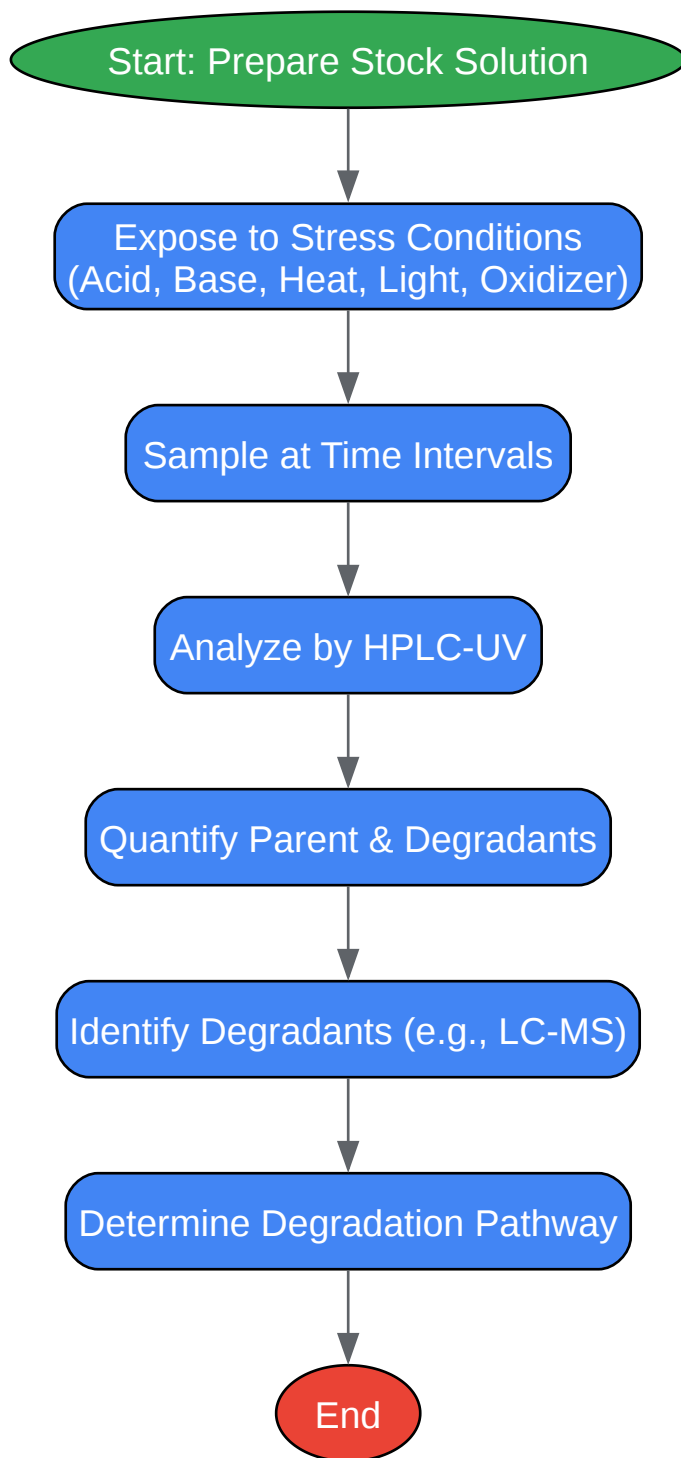 Start: Prepare Stock Solution
Expose to Stress Conditions
(Acid, Base, Heat, Light, Oxidizer)
Sample at Time Intervals
Analyze by HPLC-UV
Quantify Parent & Degradants
Identify Degradants (e.g., LC-MS)
Determine Degradation Pathway
End